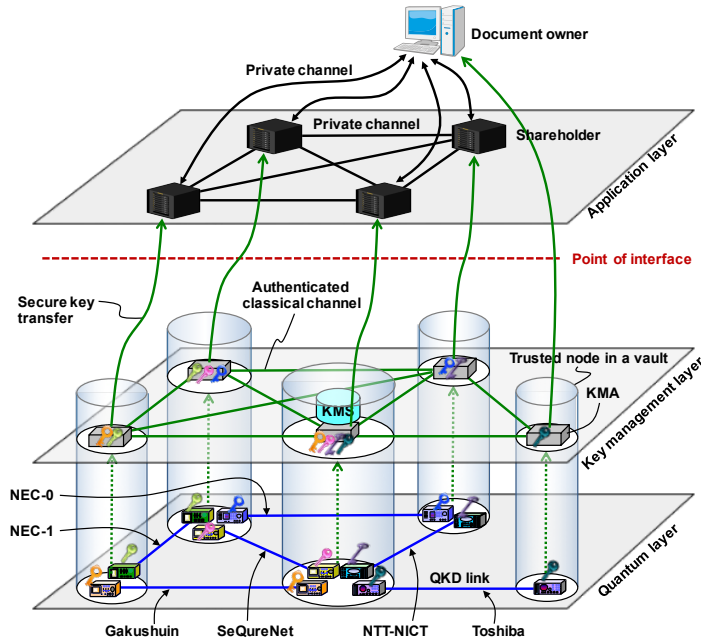 Document owner
Private channel
Private channel
Shareholder
Application layer
Point of interface
Secure key
transfer
Authenticated
classical channel
Trusted node in a vault
KMS
KMA
Key management layer
NEC-0
NEC-1
QKD link
Quantum layer
Gakushuin
SeQureNet
NTT-NICT
Toshiba